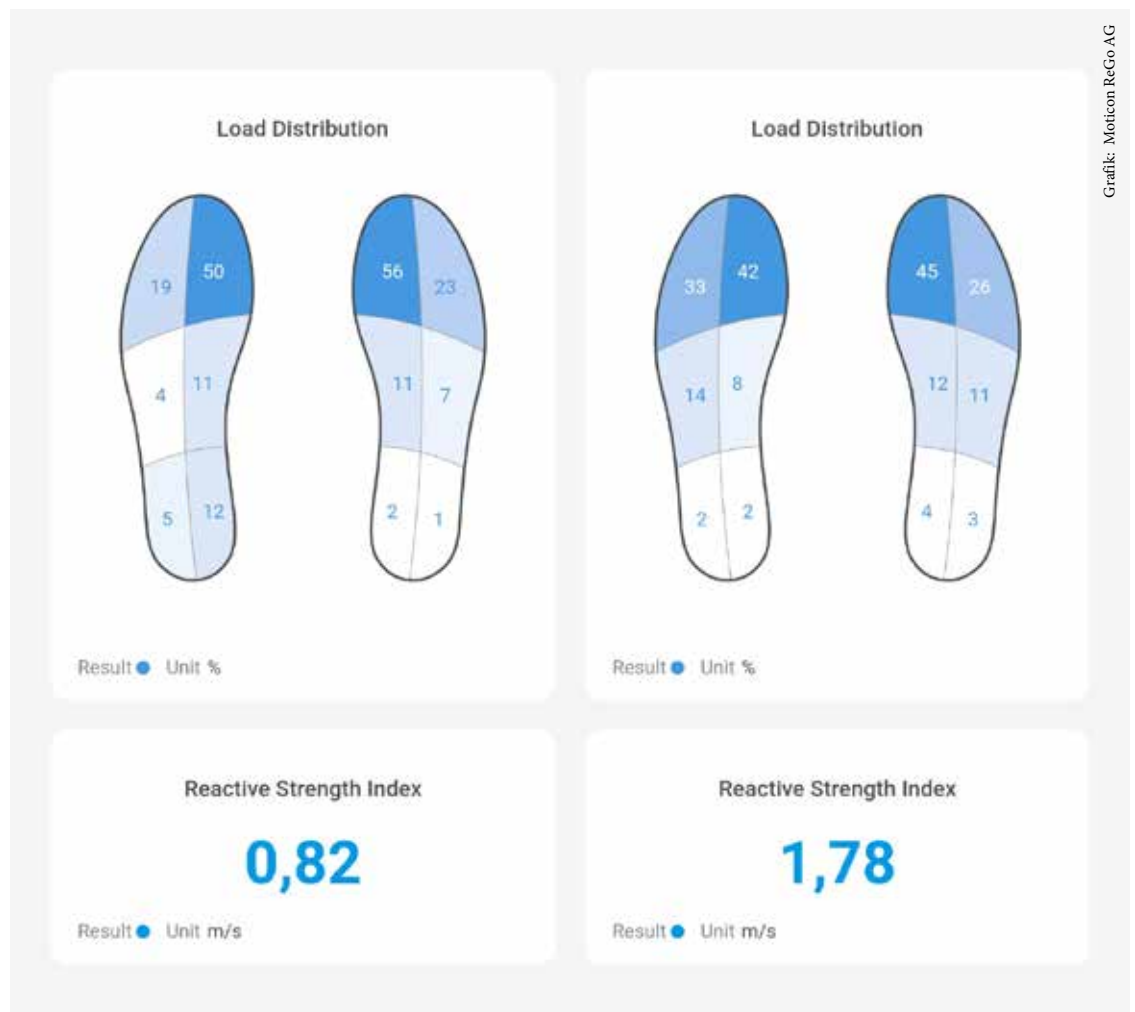 Grafik: Moticon ReGo AG
Load Distribution
19 50 56 23
4 11 11 7
5 12 2 1
Result Unit %
Load Distribution
33 42 45 26
14 8 12 11
2 2 4 3
Result Unit %
Reactive Strength Index
0,82
Result Unit m/s
Reactive Strength Index
1,78
Result Unit m/s